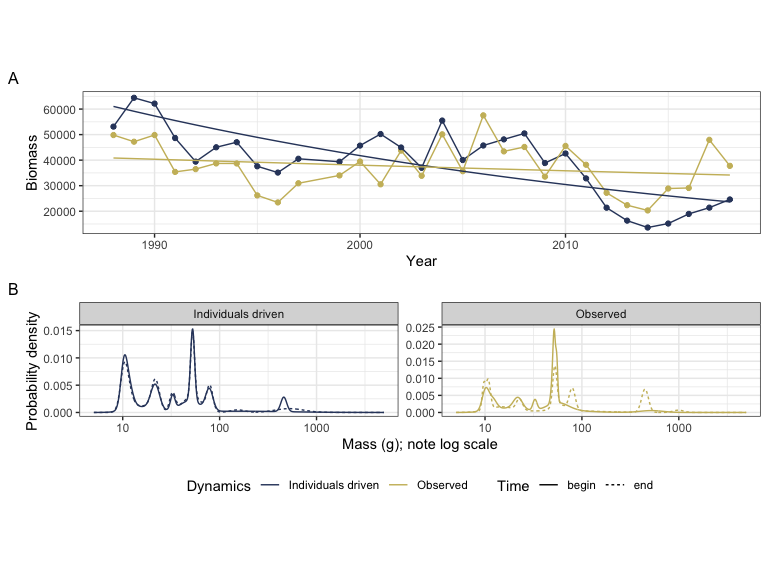 A
Biomass
60000
50000
40000
30000
20000
1990
2000
2010
Year
B
Individuals driven
Observed
Probability density
0.015
0.010
0.005
0.000
0.025
0.020
0.015
0.010
0.005
0.000
10
100
1000
10
100
1000
Mass (g); note log scale
Dynamics Individuals driven Observed Time begin end